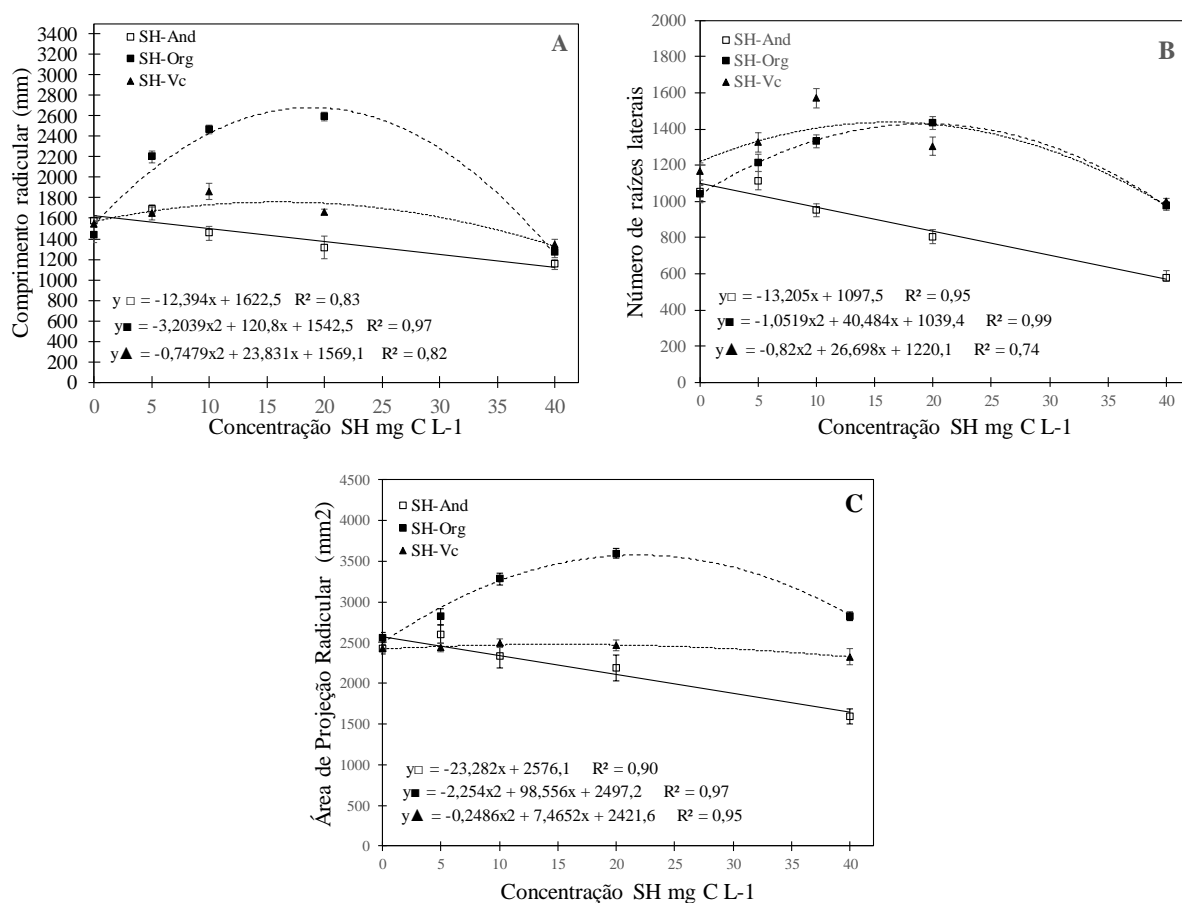 A
Comprimento radicular (mm)
3400
3200
3000
2800
2600
2400
2200
2000
1800
1600
1400
1200
1000
800
600
400
200
0
□ SH-And
■ SH-Org
▲ SH-Vc
y □ = -12,394x + 1622,5 R² = 0,83
y■ = -3,2039x2 + 120,8x + 1542,5 R² = 0,97
y▲ = -0,7479x2 + 23,831x + 1569,1 R² = 0,82
0 5 10 15 20 25 30 35 40
Concentração SH mg C L-1
B
Número de raízes laterais
2000
1800
1600
1400
1200
1000
800
600
400
200
0
□ SH-And
■ SH-Org
▲ SH-Vc
y□ = -13,205x + 1097,5 R² = 0,95
y■ = -1,0519x2 + 40,484x + 1039,4 R² = 0,99
y▲ = -0,82x2 + 26,698x + 1220,1 R² = 0,74
0 5 10 15 20 25 30 35 40
Concentração SH mg C L-1
C
Área de Projeção Radicular (mm2)
4500
4000
3500
3000
2500
2000
1500
1000
500
0
□ SH-And
■ SH-Org
▲ SH-Vc
y□ = -23,282x + 2576,1 R² = 0,90
y■ = -2,254x2 + 98,556x + 2497,2 R² = 0,97
y▲ = -0,2486x2 + 7,4652x + 2421,6 R² = 0,95
0 5 10 15 20 25 30 35 40
Concentração SH mg C L-1